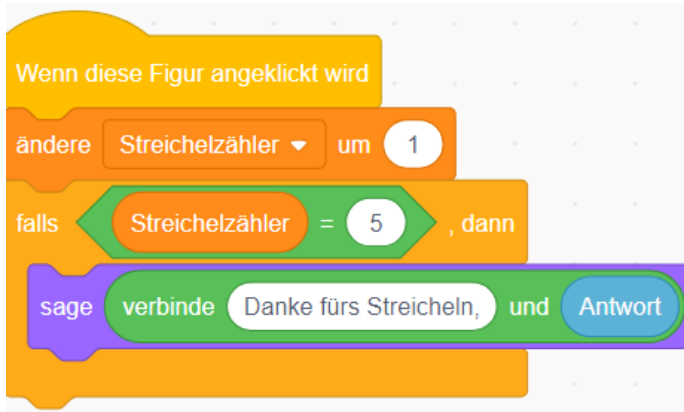 Wenn diese Figur angeklickt wird
ändere Streichelzähler um 1
falls Streichelzähler = 5 , dann
sage verbinde Danke fürs Streicheln, und Antwort